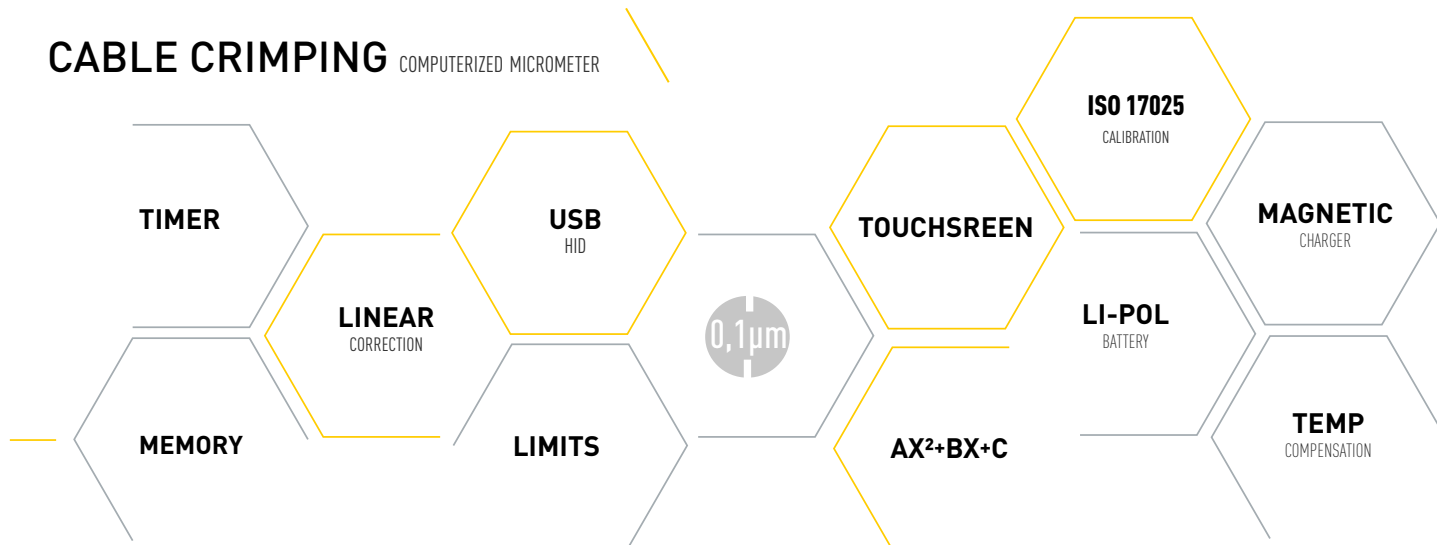 CABLE CRIMPING COMPUTERIZED MICROMETER
ISO 17025
CALIBRATION
TIMER
USB
HID
TOUCHSREEN
MAGNETIC
CHARGER
LINEAR
CORRECTION
0,1µm
LI-POL
BATTERY
MEMORY
LIMITS
AX²+BX+C
TEMP
COMPENSATION